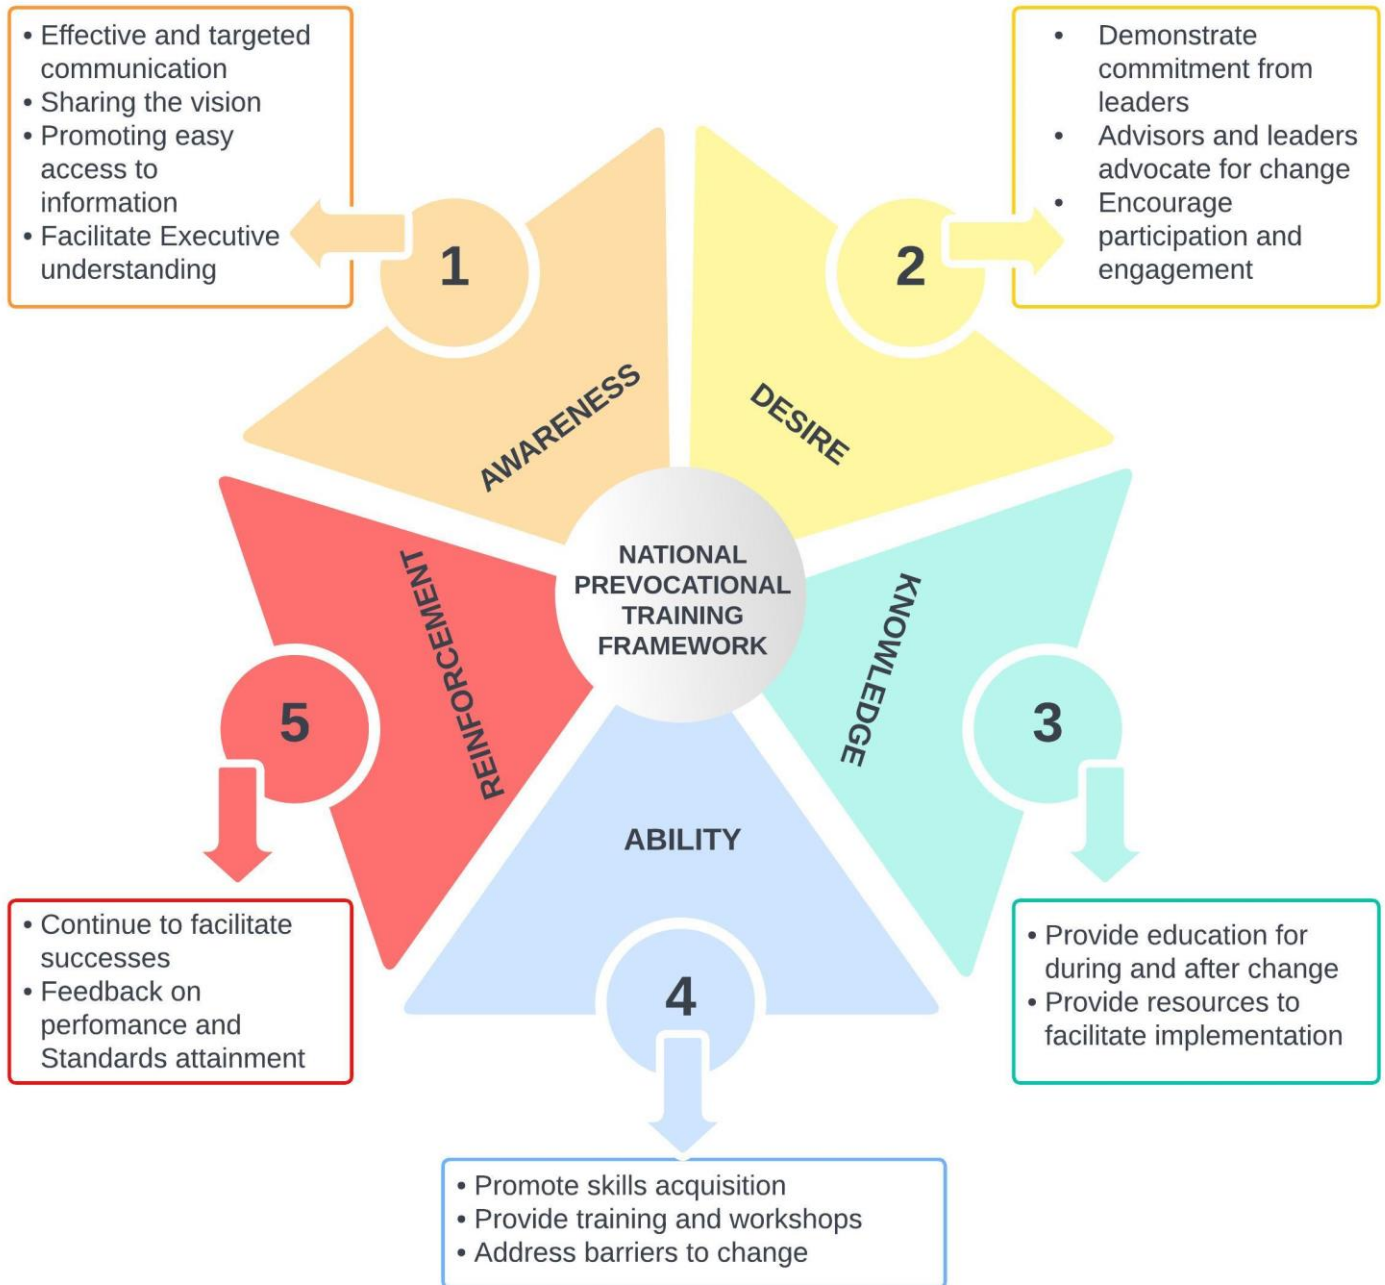 • Effective and targeted
communication
• Sharing the vision
• Promoting easy
access to
information
• Facilitate Executive
understanding
1
AWARENESS
• Demonstrate
commitment from
leaders
• Advisors and leaders
advocate for change
• Encourage
participation and
engagement
2
DESIRE
NATIONAL
PREVOCATIONAL
TRAINING
FRAMEWORK
KNOWLEDGE
3
• Provide education for
during and after change
• Provide resources to
facilitate implementation
ABILITY
4
• Promote skills acquisition
• Provide training and workshops
• Address barriers to change
REINFORCEMENT
5
• Continue to facilitate
successes
• Feedback on
perfomance and
Standards attainment